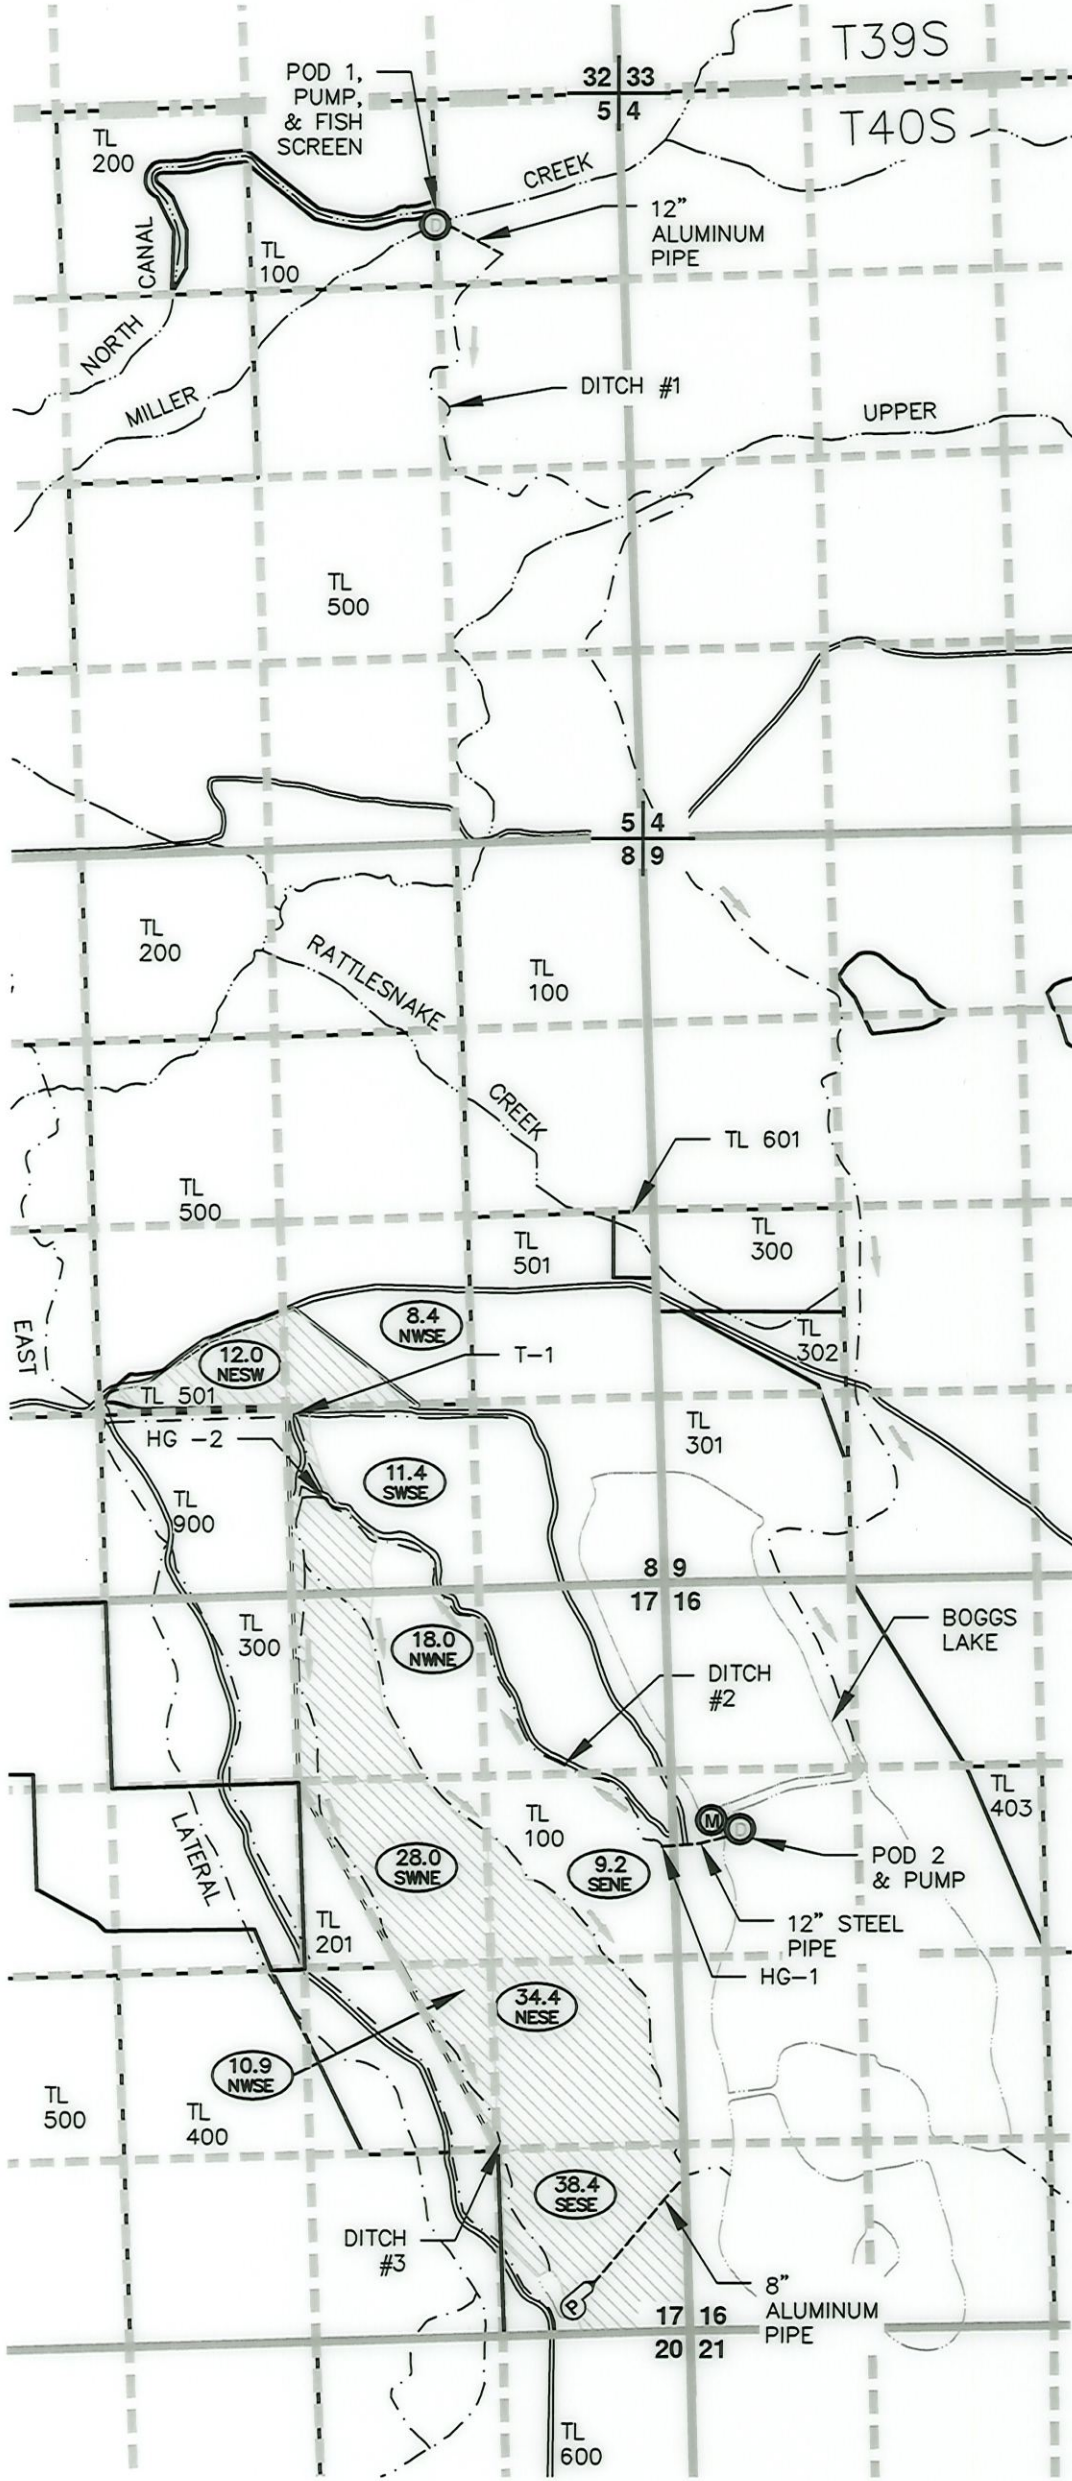 T39S
32 33
5 4
T40S
POD 1,
PUMP,
& FISH
SCREEN
TL
200
CREEK
12"
ALUMINUM
PIPE
CANAL
TL
100
NORTH
MILLER
DITCH #1
UPPER
TL
500
5 4
8 9
TL
200
RATTLESNAKE
TL
100
CREEK
TL 601
TL
500
TL
501
TL
300
EAST
8.4
NWSE
12.0
NESW
T-1
TL
302
TL 501
HG -2
TL
301
11.4
SWSE
TL
900
8 9
17 16
TL
300
18.0
NWNE
BOGGS
LAKE
DITCH
#2
TL
403
LATERAL
TL
100
M
28.0
SWNE
9.2
SENE
POD 2
& PUMP
TL
201
12" STEEL
PIPE
HG-1
34.4
NESE
10.9
NWSE
TL
500
TL
400
38.4
SESE
DITCH
#3
P
8"
ALUMINUM
PIPE
17 16
20 21
TL
600